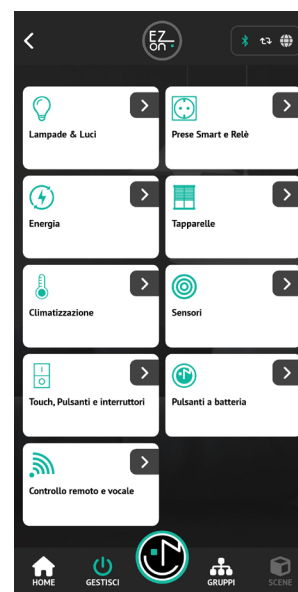 EZ
on
Lampade & Luci
Prese Smart e Relè
Energia
Tapparelle
Climatizzazione
Sensori
Touch, Pulsanti e interruttori
Pulsanti a batteria
Controllo remoto e vocale
HOME
GESTISCI
GRUPPI
SCENE